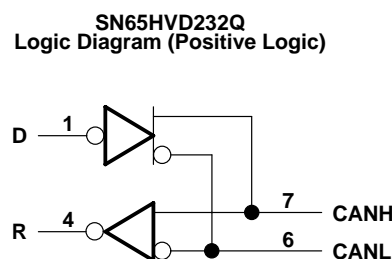 SN65HVD232Q
Logic Diagram (Positive Logic)
D 1
7 CANH
R 4
6 CANL